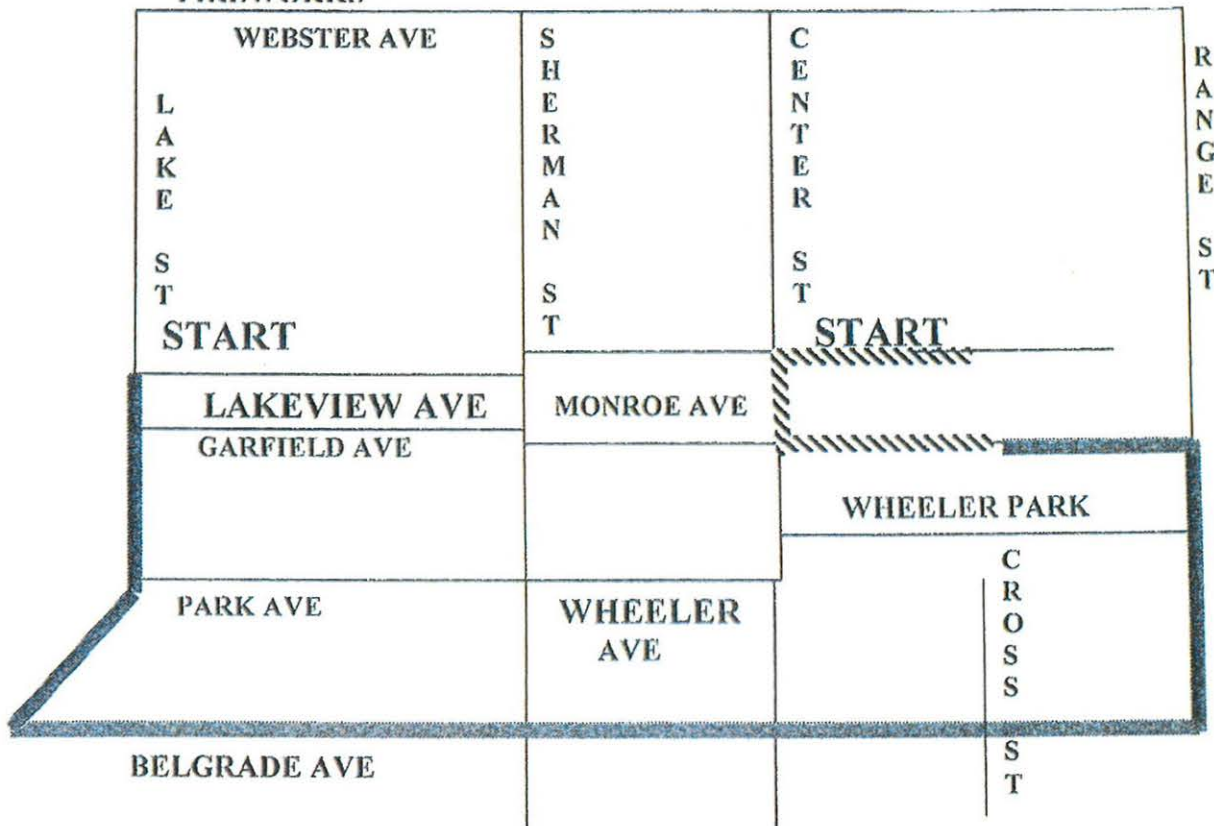 WEBSTER AVE
LAKE ST
SHERMAN ST
CENTER ST
RANGE ST
START
START
LAKEVIEW AVE
MONROE AVE
GARFIELD AVE
WHEELER PARK
CROSS ST
PARK AVE
WHEELER
AVE
BELGRADE AVE